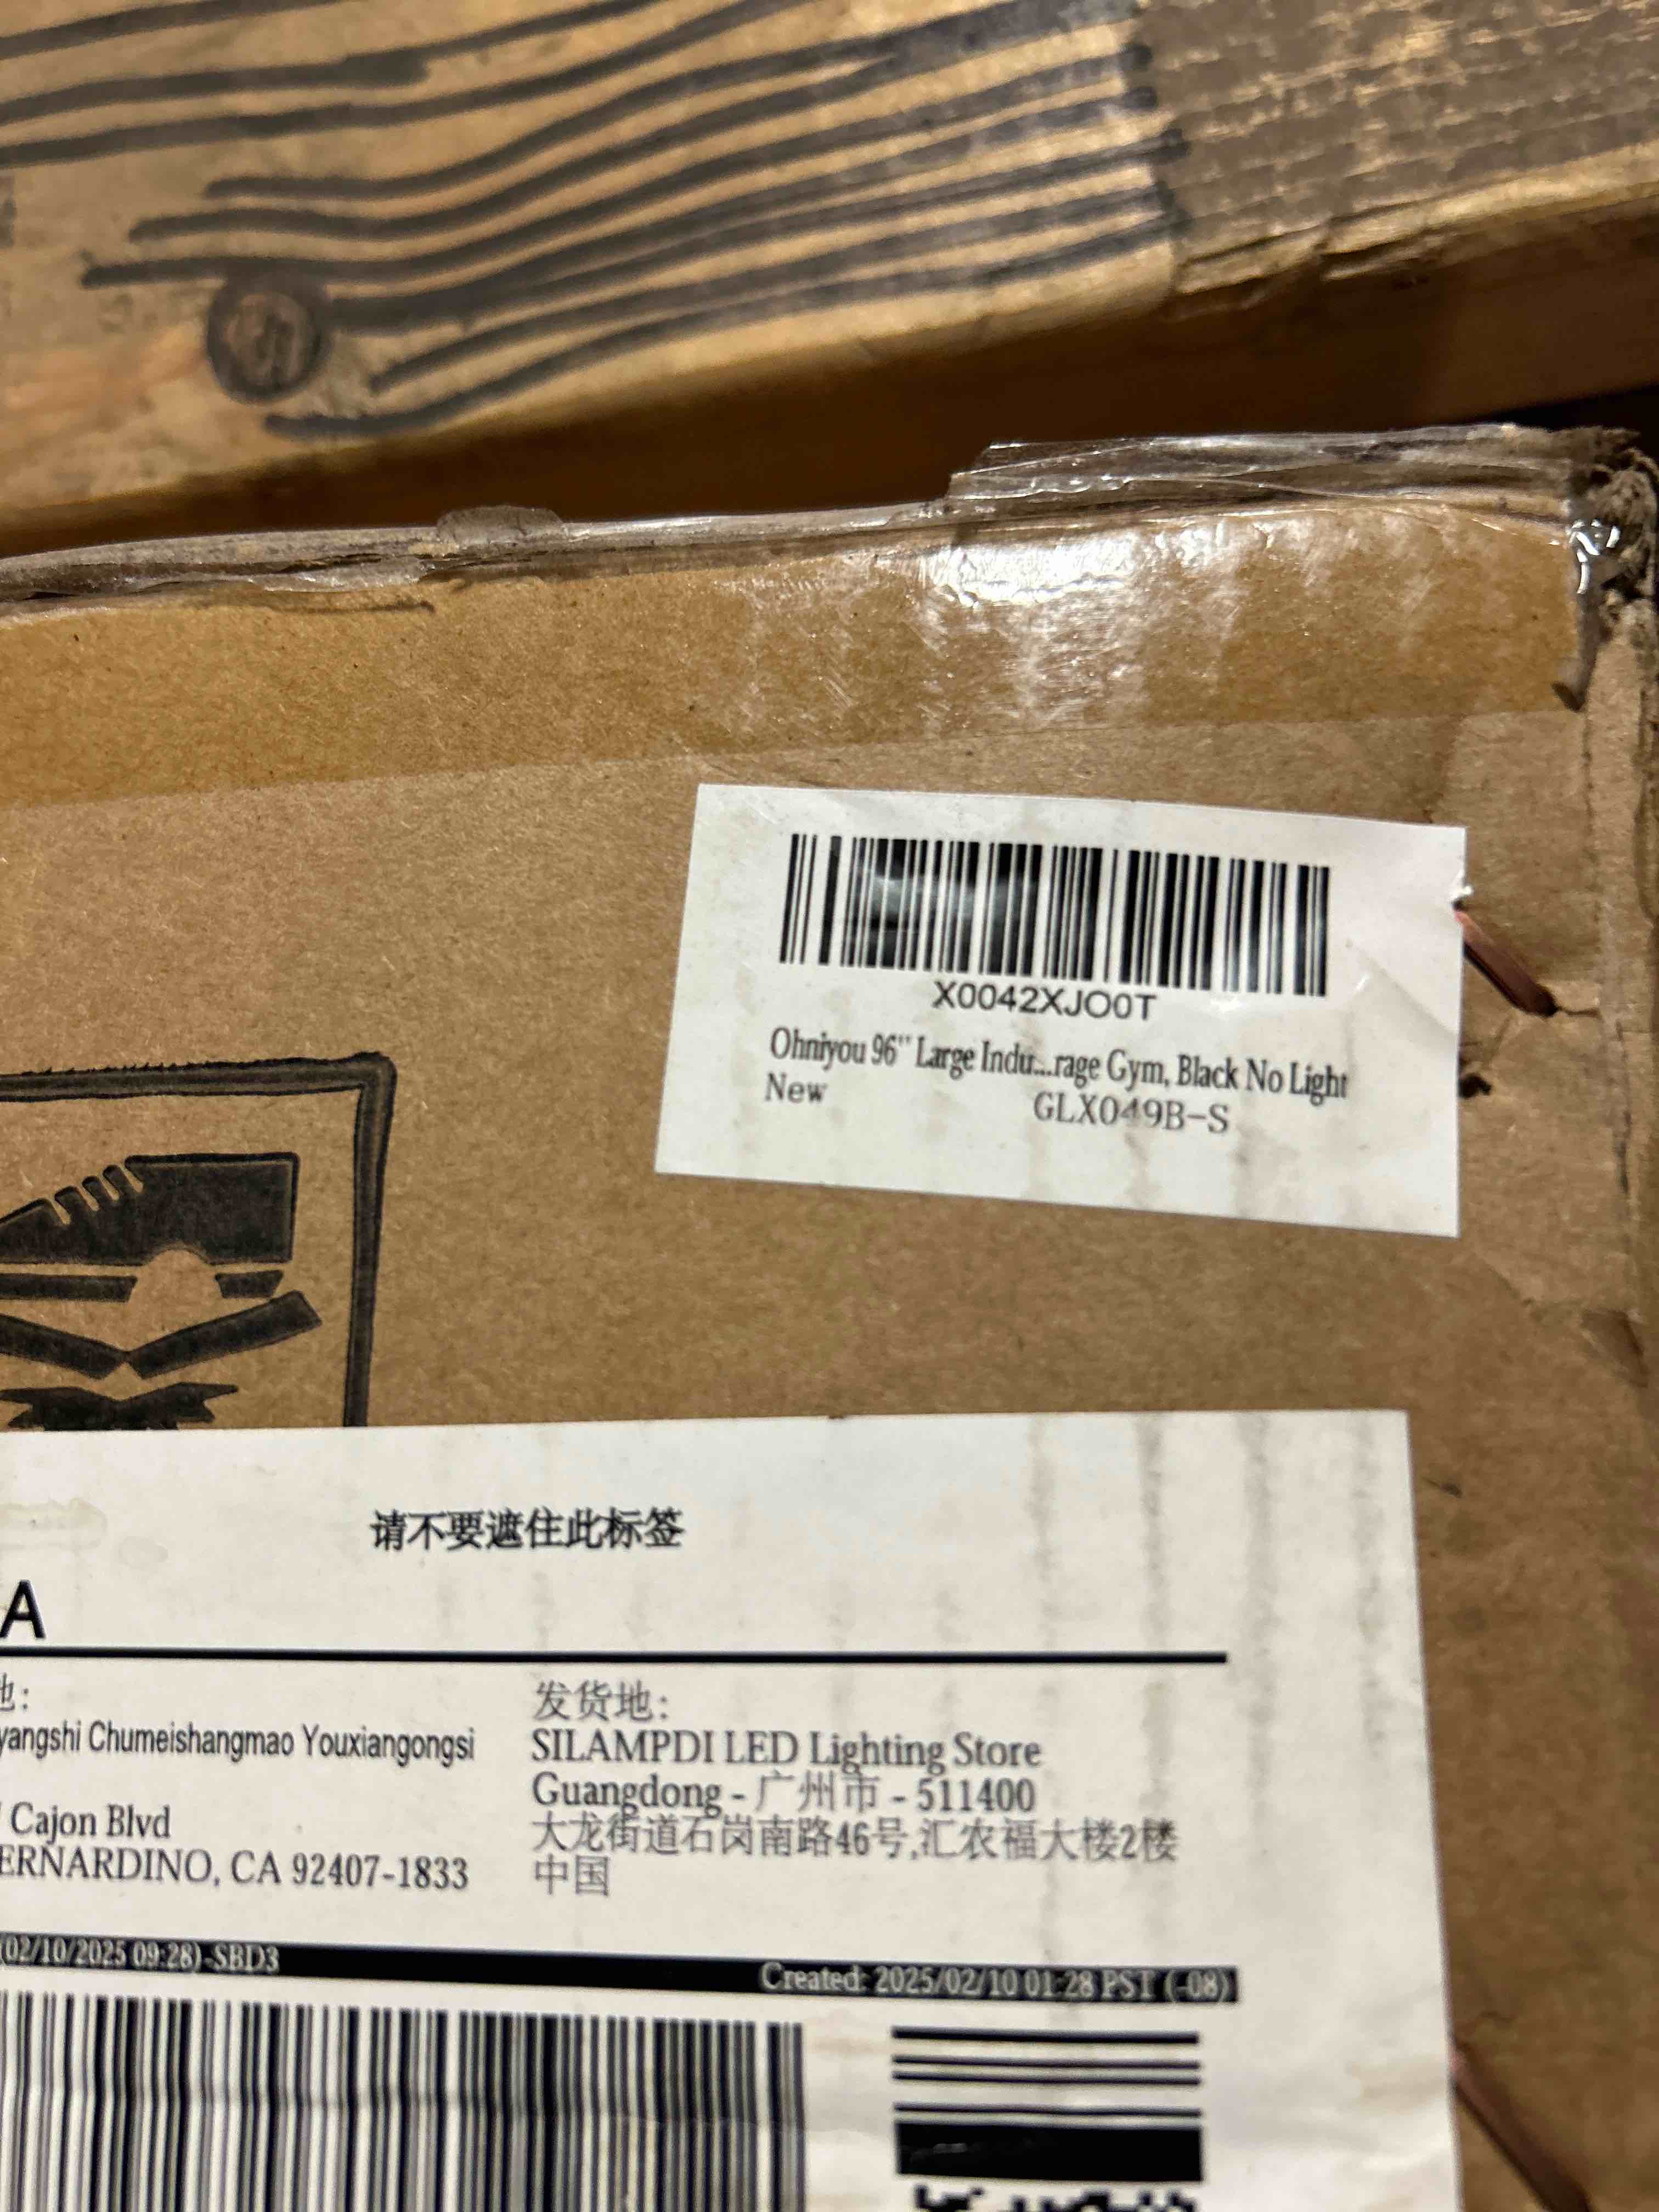 X0042XJO0T
Ohniyou 96'' Large Indu...rage Gym, Black No Light
New GLX049B-S
请不要遮住此标签
A
地:
yangshi Chumeishangmao Youxiangongsi
Cajon Blvd
ERNARDINO, CA 92407-1833
发货地:
SILAMPDI LED Lighting Store
Guangdong - 广州市 - 511400
大龙街道石岗南路46号,汇农福大楼2楼
中国
(02/10/2025 09:28)-SBD3
Created: 2025/02/10 01:28 PST (-08)